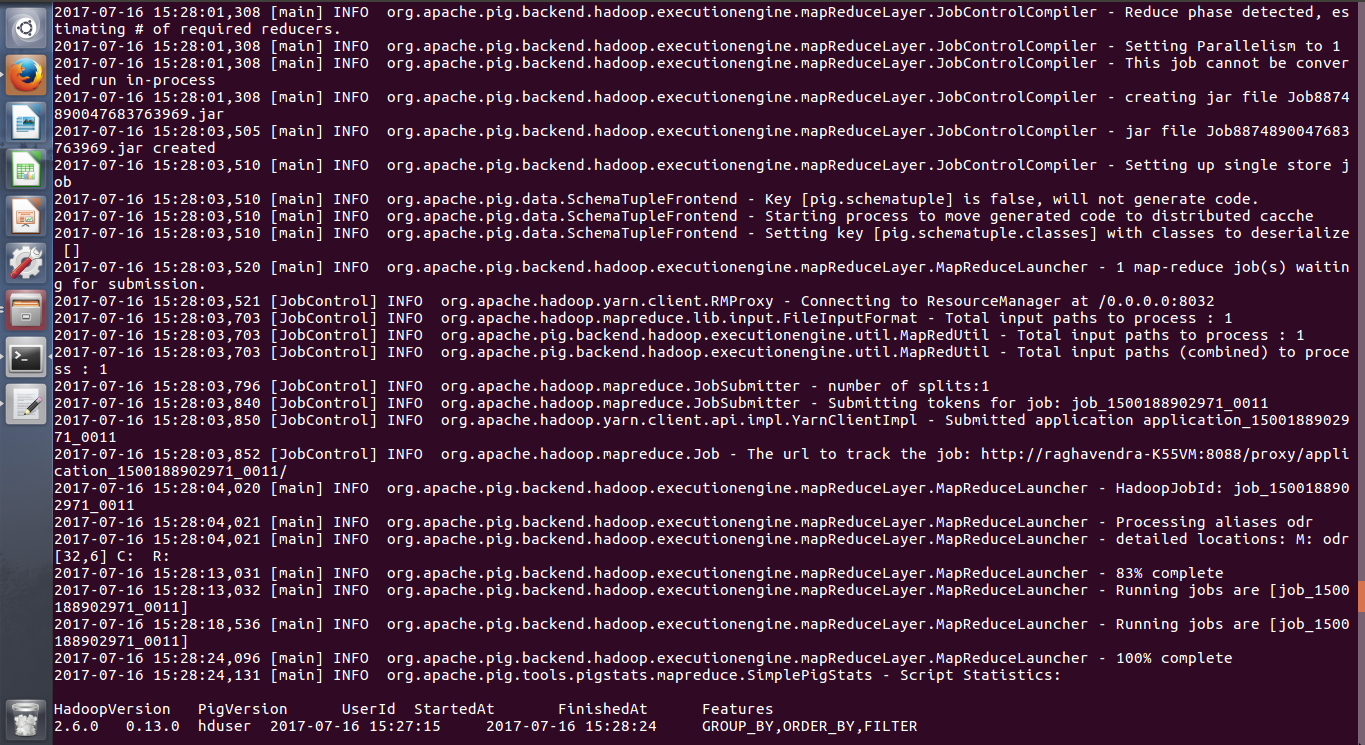 2017-07-16 15:28:01,308 [main] INFO  org.apache.pig.backend.hadoop.executionengine.mapReduceLayer.JobControlCompiler - Reduce phase detected, es
timating # of required reducers.
2017-07-16 15:28:01,308 [main] INFO  org.apache.pig.backend.hadoop.executionengine.mapReduceLayer.JobControlCompiler - Setting Parallelism to 1
2017-07-16 15:28:01,308 [main] INFO  org.apache.pig.backend.hadoop.executionengine.mapReduceLayer.JobControlCompiler - This job cannot be conver
ted run in-process
2017-07-16 15:28:01,308 [main] INFO  org.apache.pig.backend.hadoop.executionengine.mapReduceLayer.JobControlCompiler - creating jar file Job8874
890047683763969.jar
2017-07-16 15:28:03,505 [main] INFO  org.apache.pig.backend.hadoop.executionengine.mapReduceLayer.JobControlCompiler - jar file Job8874890047683
763969.jar created
2017-07-16 15:28:03,510 [main] INFO  org.apache.pig.backend.hadoop.executionengine.mapReduceLayer.JobControlCompiler - Setting up single store j
ob
2017-07-16 15:28:03,510 [main] INFO  org.apache.pig.data.SchemaTupleFrontend - Key [pig.schematuple] is false, will not generate code.
2017-07-16 15:28:03,510 [main] INFO  org.apache.pig.data.SchemaTupleFrontend - Starting process to move generated code to distributed cacche
2017-07-16 15:28:03,510 [main] INFO  org.apache.pig.data.SchemaTupleFrontend - Setting key [pig.schematuple.classes] with classes to deserialize
 []
2017-07-16 15:28:03,520 [main] INFO  org.apache.pig.backend.hadoop.executionengine.mapReduceLayer.MapReduceLauncher - 1 map-reduce job(s) waitin
g for submission.
2017-07-16 15:28:03,521 [JobControl] INFO  org.apache.hadoop.yarn.client.RMProxy - Connecting to ResourceManager at /0.0.0.0:8032
2017-07-16 15:28:03,703 [JobControl] INFO  org.apache.hadoop.mapreduce.lib.input.FileInputFormat - Total input paths to process : 1
2017-07-16 15:28:03,703 [JobControl] INFO  org.apache.pig.backend.hadoop.executionengine.util.MapRedUtil - Total input paths to process : 1
2017-07-16 15:28:03,703 [JobControl] INFO  org.apache.pig.backend.hadoop.executionengine.util.MapRedUtil - Total input paths (combined) to proce
ss : 1
2017-07-16 15:28:03,796 [JobControl] INFO  org.apache.hadoop.mapreduce.JobSubmitter - number of splits:1
2017-07-16 15:28:03,840 [JobControl] INFO  org.apache.hadoop.mapreduce.JobSubmitter - Submitting tokens for job: job_1500188902971_0011
2017-07-16 15:28:03,850 [JobControl] INFO  org.apache.hadoop.yarn.client.api.impl.YarnClientImpl - Submitted application application_15001889029
71_0011
2017-07-16 15:28:03,852 [JobControl] INFO  org.apache.hadoop.mapreduce.Job - The url to track the job: http://raghavendra-K55VM:8088/proxy/appli
cation_1500188902971_0011/
2017-07-16 15:28:04,020 [main] INFO  org.apache.pig.backend.hadoop.executionengine.mapReduceLayer.MapReduceLauncher - HadoopJobId: job_150018890
2971_0011
2017-07-16 15:28:04,021 [main] INFO  org.apache.pig.backend.hadoop.executionengine.mapReduceLayer.MapReduceLauncher - Processing aliases odr
2017-07-16 15:28:04,021 [main] INFO  org.apache.pig.backend.hadoop.executionengine.mapReduceLayer.MapReduceLauncher - detailed locations: M: odr
[32,6] C:  R: 
2017-07-16 15:28:13,031 [main] INFO  org.apache.pig.backend.hadoop.executionengine.mapReduceLayer.MapReduceLauncher - 83% complete
2017-07-16 15:28:13,032 [main] INFO  org.apache.pig.backend.hadoop.executionengine.mapReduceLayer.MapReduceLauncher - Running jobs are [job_1500
188902971_0011]
2017-07-16 15:28:18,536 [main] INFO  org.apache.pig.backend.hadoop.executionengine.mapReduceLayer.MapReduceLauncher - Running jobs are [job_1500
188902971_0011]
2017-07-16 15:28:24,096 [main] INFO  org.apache.pig.backend.hadoop.executionengine.mapReduceLayer.MapReduceLauncher - 100% complete
2017-07-16 15:28:24,131 [main] INFO  org.apache.pig.tools.pigstats.mapreduce.SimplePigStats - Script Statistics:
HadoopVersion   PigVersion      UserId  StartedAt       FinishedAt      Features
2.6.0   0.13.0  hduser  2017-07-16 15:27:15     2017-07-16 15:28:24     GROUP_BY,ORDER_BY,FILTER